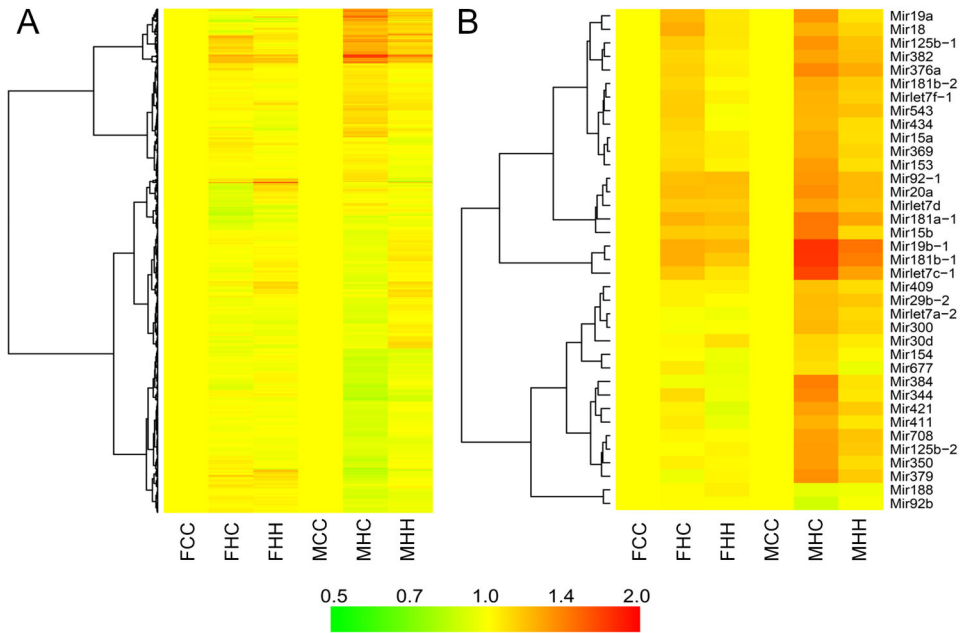 A
B
Mir19a
Mir18
Mir125b-1
Mir382
Mir376a
Mir181b-2
Mirlet7f-1
Mir543
Mir434
Mir15a
Mir369
Mir153
Mir92-1
Mir20a
Mirlet7d
Mir181a-1
Mir15b
Mir19b-1
Mir181b-1
Mirlet7c-1
Mir409
Mir29b-2
Mirlet7a-2
Mir300
Mir30d
Mir154
Mir677
Mir384
Mir344
Mir421
Mir411
Mir708
Mir125b-2
Mir350
Mir379
Mir188
Mir92b
FCC FHC FHH MCC MHC MHH
FCC FHC FHH MCC MHC MHH
0.5 0.7 1.0 1.4 2.0